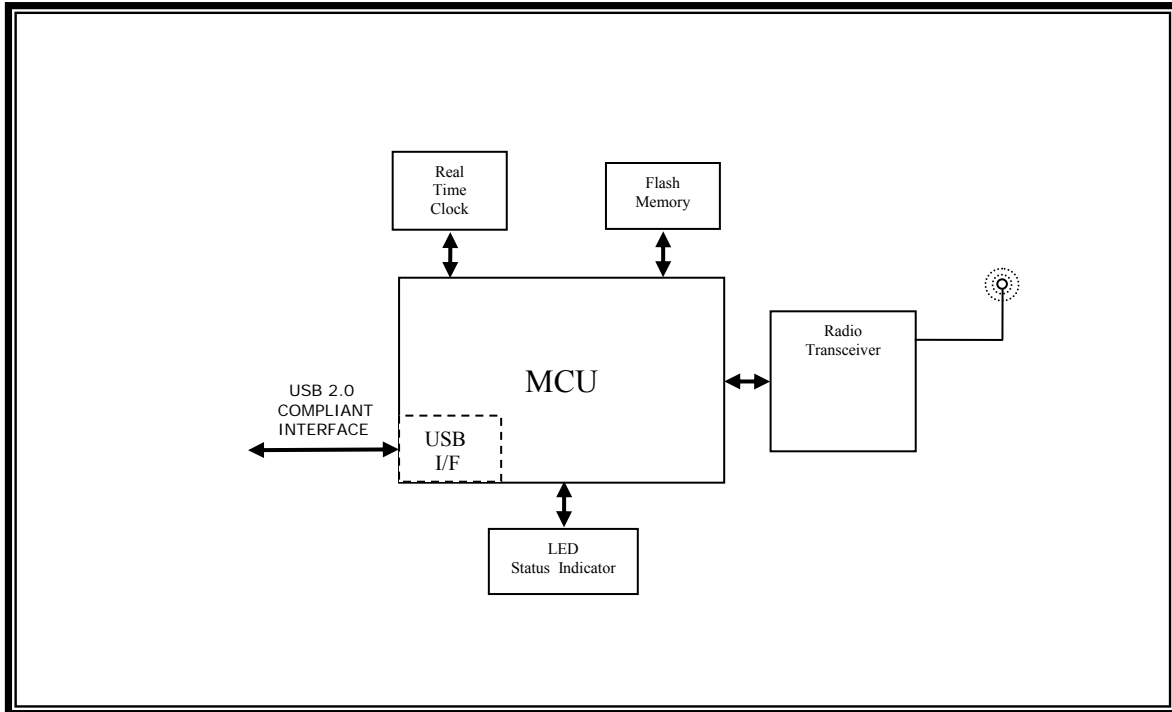 Real
Time
Clock
Flash
Memory
Radio
Transceiver
MCU
USB 2.0
COMPLIANT
INTERFACE
USB
I/F
LED
Status Indicator